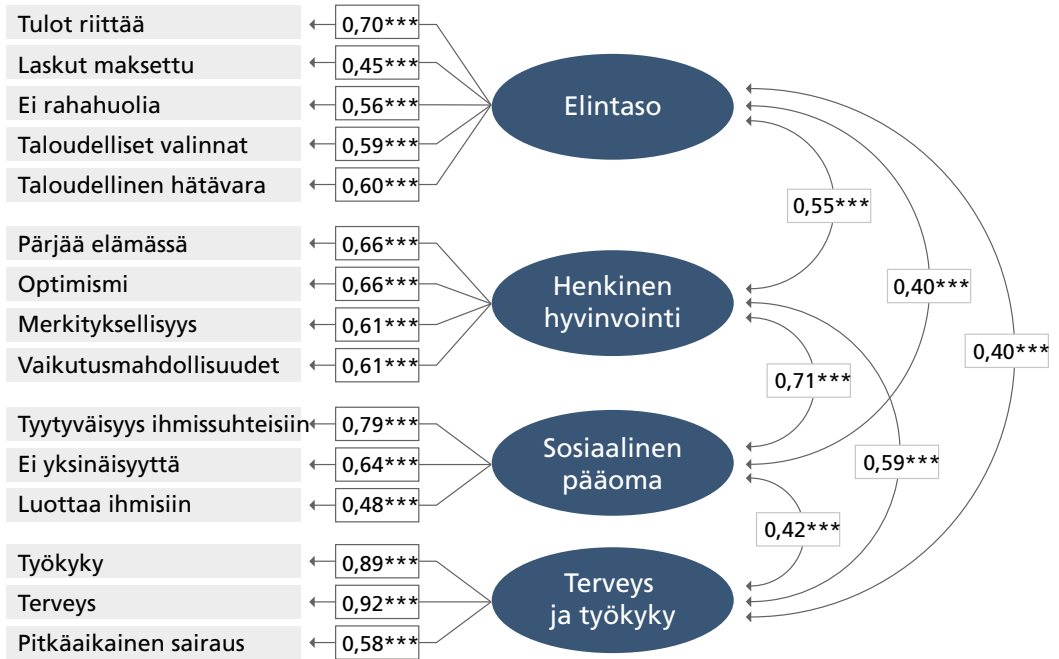 Tulot riittää 0,70***
Laskut maksettu 0,45***
Ei rahahuolia 0,56***
Taloudelliset valinnat 0,59***
Taloudellinen hätävara 0,60***
Elintaso
0,55***
Pärjää elämässä 0,66***
Optimismi 0,66***
Merkityksellisyys 0,61***
Vaikutusmahdollisuudet 0,61***
Henkinen
hyvinvointi
0,40***
0,40***
0,71***
Tyytyväisyys ihmissuhteisiin 0,79***
Ei yksinäisyyttä 0,64***
Luottaa ihmisiin 0,48***
Sosiaalinen
pääoma
0,59***
0,42***
Työkyky 0,89***
Terveys 0,92***
Pitkäaikainen sairaus 0,58***
Terveys
ja työkyky